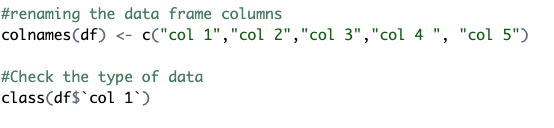 #renaming the data frame columns
colnames(df) <- c("col 1","col 2","col 3","col 4 ", "col 5")
#Check the type of data
class(df$`col 1`)